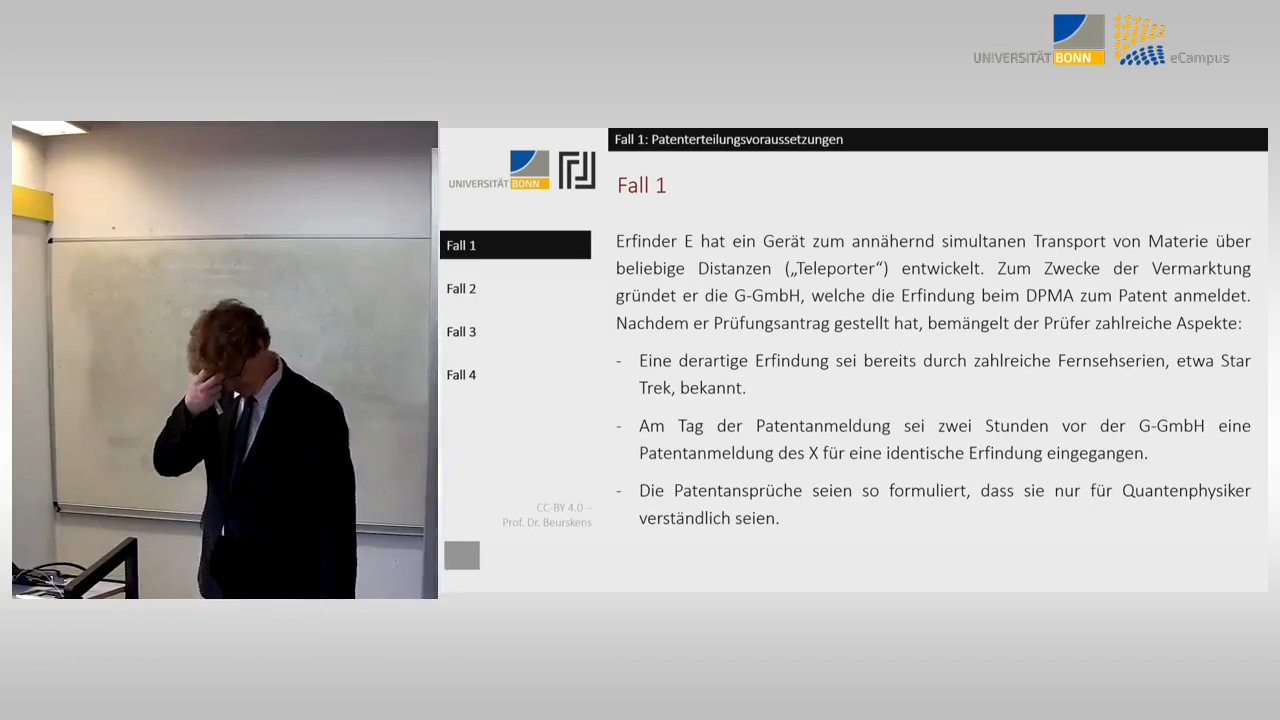 UNIVERSITÄT BONN eCampus
Fall 1: Patenterteilungsvoraussetzungen
UNIVERSITÄT BONN
Fall 1
Fall 1
Fall 2
Fall 3
Fall 4
CC-BY 4.0 –
Prof. Dr. Beurskens
Erfinder E hat ein Gerät zum annähernd simultanen Transport von Materie über
beliebige Distanzen („Teleporter“) entwickelt. Zum Zwecke der Vermarktung
gründet er die G-GmbH, welche die Erfindung beim DPMA zum Patent anmeldet.
Nachdem er Prüfungsantrag gestellt hat, bemängelt der Prüfer zahlreiche Aspekte:
- Eine derartige Erfindung sei bereits durch zahlreiche Fernsehserien, etwa Star
Trek, bekannt.
- Am Tag der Patentanmeldung sei zwei Stunden vor der G-GmbH eine
Patentanmeldung des X für eine identische Erfindung eingegangen.
- Die Patentansprüche seien so formuliert, dass sie nur für Quantenphysiker
verständlich seien.